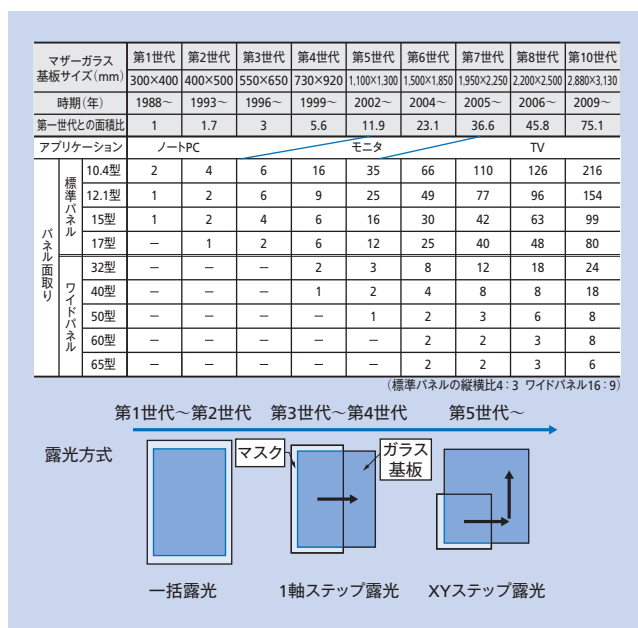 マザーガラス 第1世代 第2世代 第3世代 第4世代 第5世代 第6世代 第7世代 第8世代 第10世代
基板サイズ(mm) 300×400 400×500 550×650 730×920 1,100×1,300 1,500×1,850 1,950×2,250 2,200×2,500 2,880×3,130
時期(年) 1988~ 1993~ 1996~ 1999~ 2002~ 2004~ 2005~ 2006~ 2009~
第一世代との面積比 1 1.7 3 5.6 11.9 23.1 36.6 45.8 75.1
アプリケーション ノートPC モニタ TV
パネル面取り
標準パネル
10.4型 2 4 6 16 35 66 110 126 216
12.1型 1 2 6 9 25 49 77 96 154
15型 1 2 4 6 16 30 42 63 99
17型 － 1 2 6 12 25 40 48 80
ワイドパネル
32型 － － － 2 3 8 12 18 24
40型 － － － 1 2 4 8 8 18
50型 － － － － 1 2 3 6 8
60型 － － － － － 2 2 3 8
65型 － － － － － 2 2 3 6
(標準パネルの縦横比4:3 ワイドパネル16:9)
第1世代~第2世代 第3世代~第4世代 第5世代~
露光方式
マスク
ガラス
基板
一括露光 1軸ステップ露光 XYステップ露光